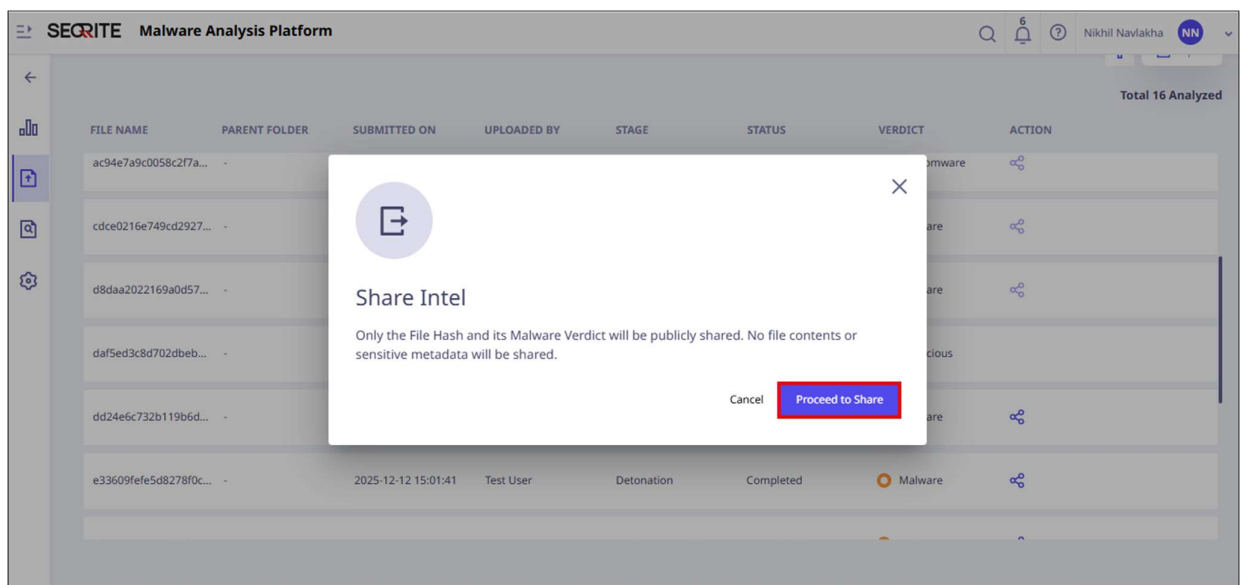 SEQRITE Malware Analysis Platform
6
Nikhil Navlakha NN
Total 16 Analyzed
FILE NAME PARENT FOLDER SUBMITTED ON UPLOADED BY STAGE STATUS VERDICT ACTION
ac94e7a9c0058c2f7a... -
cdce0216e749cd2927... -
d8daa2022169a0d57... -
daf5ed3c8d702dbeb... -
dd24e6c732b119b6d... -
Share Intel
Only the File Hash and its Malware Verdict will be publicly shared. No file contents or
sensitive metadata will be shared.
Cancel Proceed to Share
e33609fefe5d8278f0c... - 2025-12-12 15:01:41 Test User Detonation Completed Malware